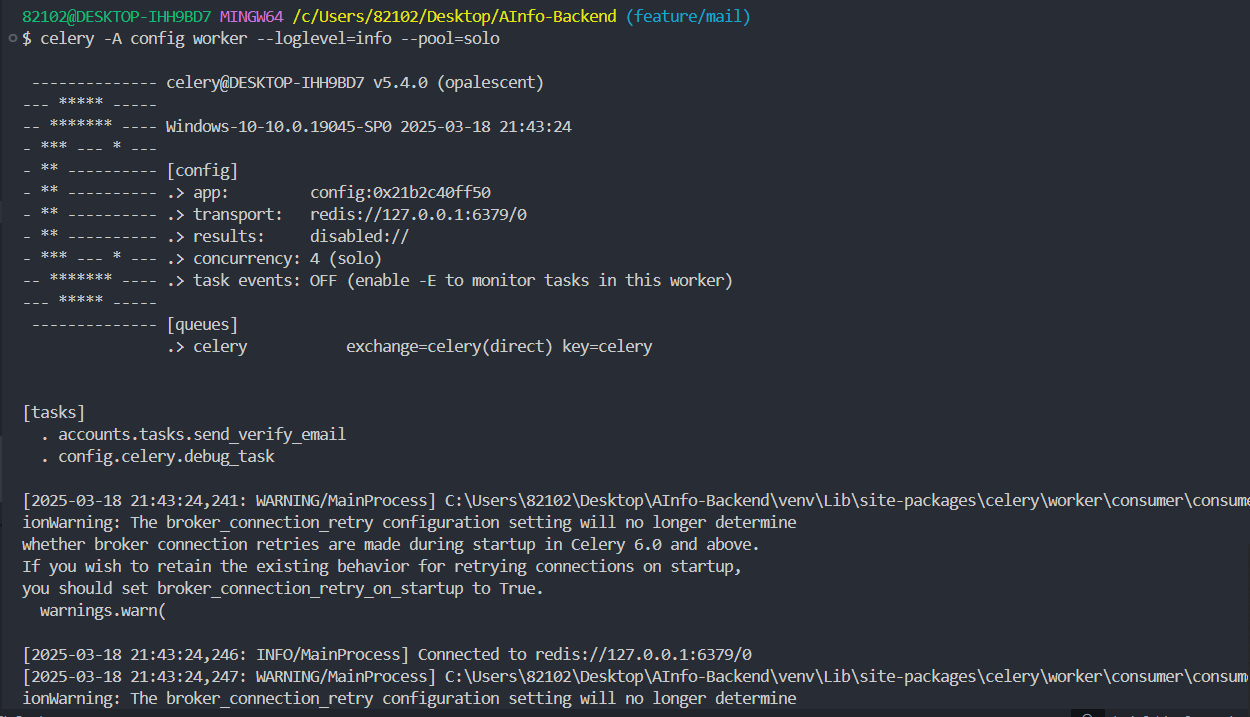 82102@DESKTOP-IHH9BD7 MINGW64 /c/Users/82102/Desktop/AInfo-Backend (feature/mail)
$ celery -A config worker --loglevel=info --pool=solo
 -------------- celery@DESKTOP-IHH9BD7 v5.4.0 (opalescent)
--- ***** -----
-- ******* ---- Windows-10-10.0.19045-SP0 2025-03-18 21:43:24
- *** --- * ---
- ** ---------- [config]
- ** ---------- .> app:         config:0x21b2c40ff50
- ** ---------- .> transport:   redis://127.0.0.1:6379/0
- ** ---------- .> results:     disabled://
- *** --- * --- .> concurrency: 4 (solo)
-- ******* ---- .> task events: OFF (enable -E to monitor tasks in this worker)
--- ***** -----
 -------------- [queues]
                .> celery           exchange=celery(direct) key=celery
[tasks]
  . accounts.tasks.send_verify_email
  . config.celery.debug_task
[2025-03-18 21:43:24,241: WARNING/MainProcess] C:\Users\82102\Desktop\AInfo-Backend\venv\Lib\site-packages\celery\worker\consumer\consume
ionWarning: The broker_connection_retry configuration setting will no longer determine
whether broker connection retries are made during startup in Celery 6.0 and above.
If you wish to retain the existing behavior for retrying connections on startup,
you should set broker_connection_retry_on_startup to True.
  warnings.warn(
[2025-03-18 21:43:24,246: INFO/MainProcess] Connected to redis://127.0.0.1:6379/0
[2025-03-18 21:43:24,247: WARNING/MainProcess] C:\Users\82102\Desktop\AInfo-Backend\venv\Lib\site-packages\celery\worker\consumer\consum
ionWarning: The broker_connection_retry configuration setting will no longer determine